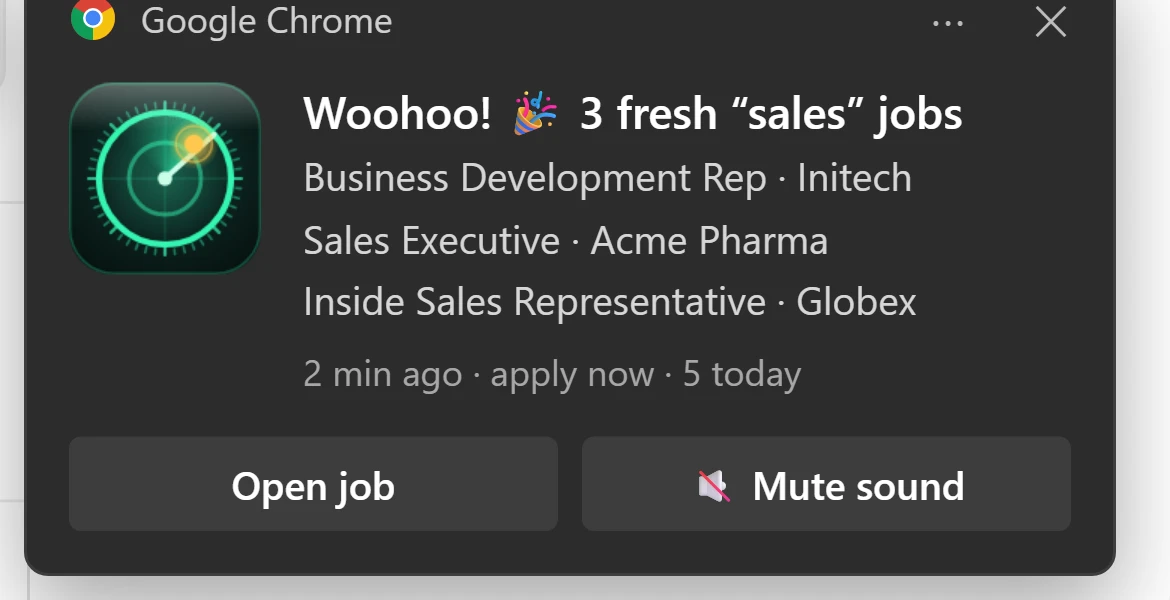 Google Chrome
Woohoo! 🎉 3 fresh “sales” jobs
Business Development Rep · Initech
Sales Executive · Acme Pharma
Inside Sales Representative · Globex
2 min ago · apply now · 5 today
Open job
Mute sound